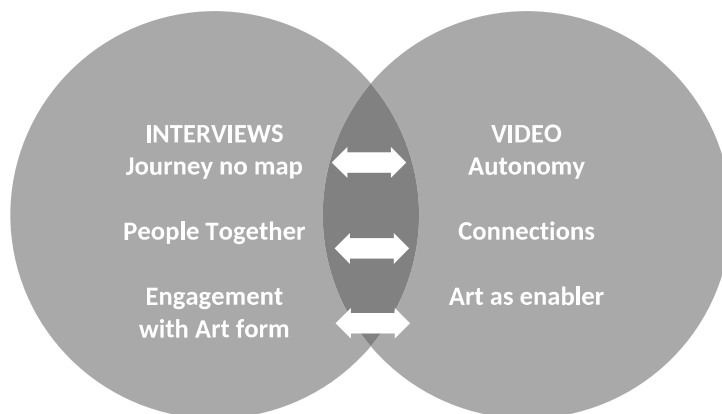 INTERVIEWS
Journey no map
People Together
Engagement
with Art form
VIDEO
Autonomy
Connections
Art as enabler